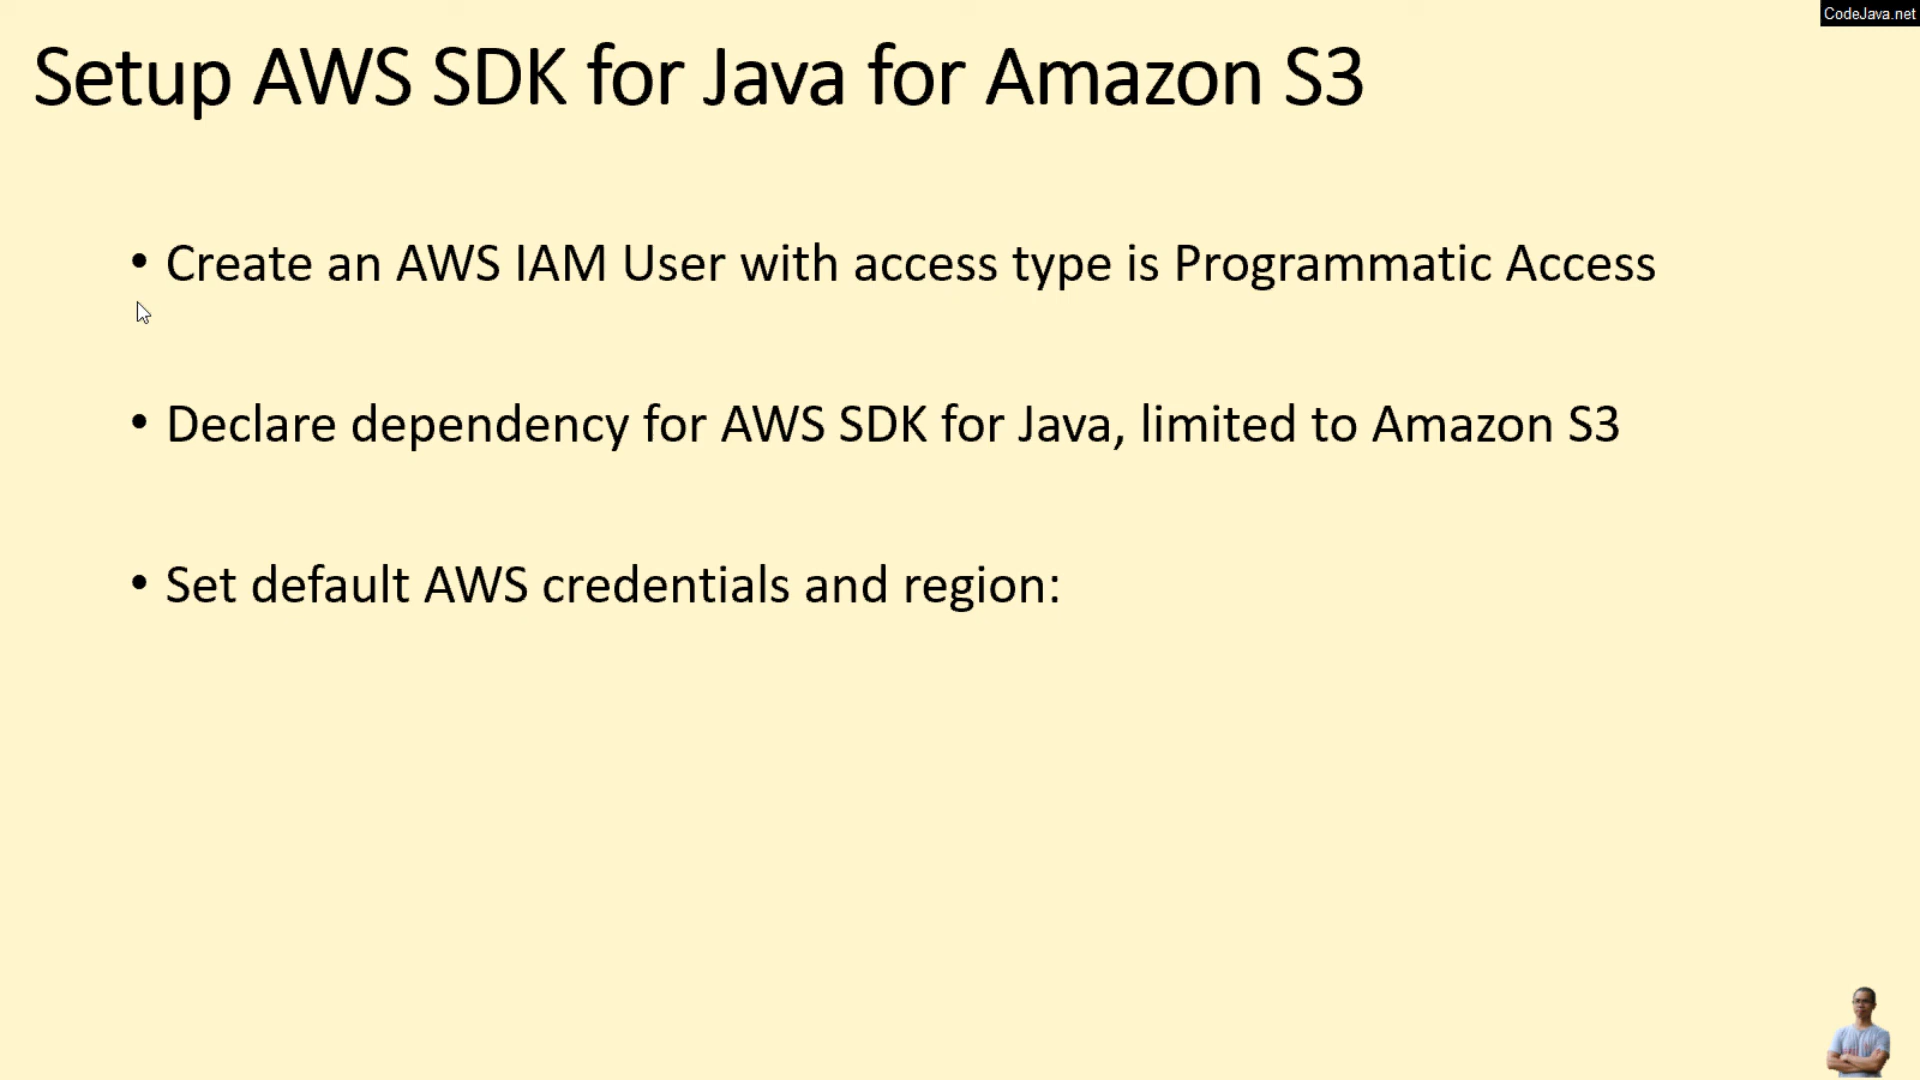 CodeJava.net
Setup AWS SDK for Java for Amazon S3
• Create an AWS IAM User with access type is Programmatic Access
• Declare dependency for AWS SDK for Java, limited to Amazon S3
• Set default AWS credentials and region: